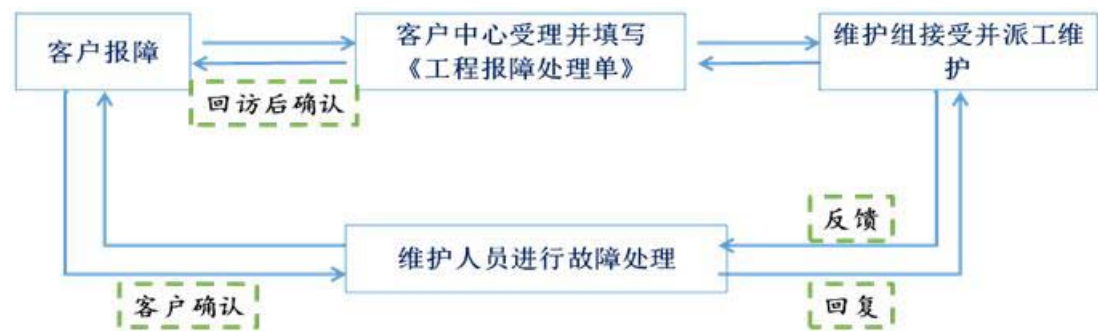 客户报障
客户中心受理并填写
《工程报障处理单》
维护组接受并派工维
护
回访后确认
反馈
维护人员进行故障处理
客户确认
回复